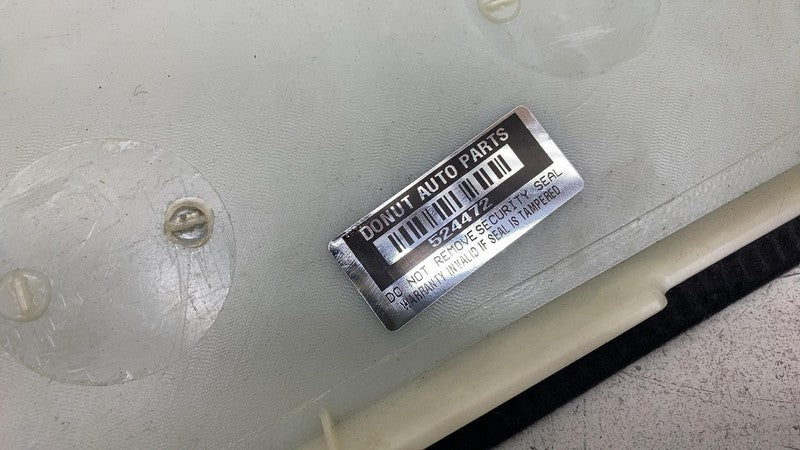 DONUT AUTO PARTS
524472
DO NOT REMOVE SECURITY SEAL
WARRANTY INVALID IF SEAL IS TAMPERED